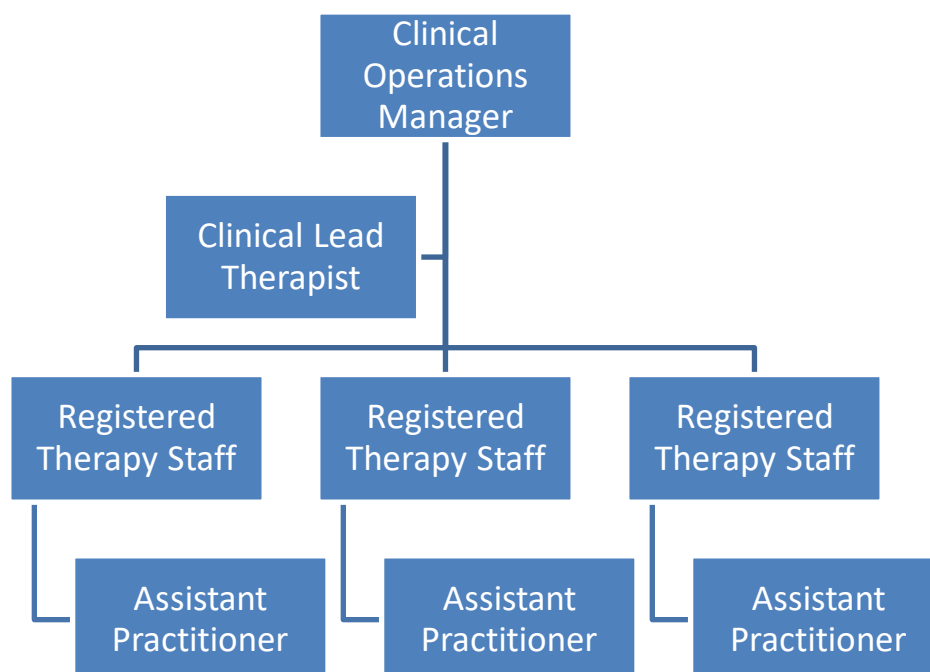 Clinical
Operations
Manager
Clinical Lead
Therapist
Registered
Therapy Staff
Registered
Therapy Staff
Registered
Therapy Staff
Assistant
Practitioner
Assistant
Practitioner
Assistant
Practitioner